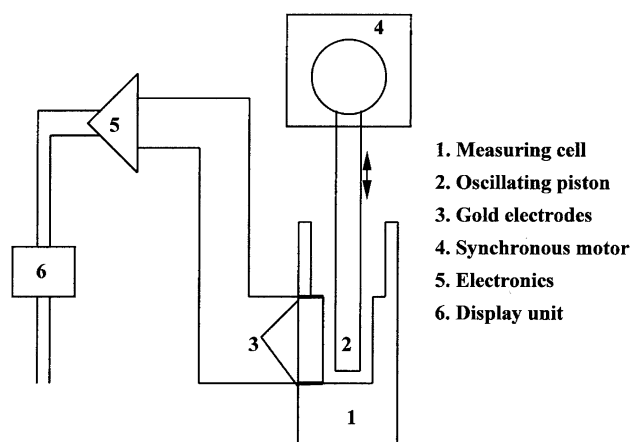 4
5
6
3
2
1
1. Measuring cell
2. Oscillating piston
3. Gold electrodes
4. Synchronous motor
5. Electronics
6. Display unit